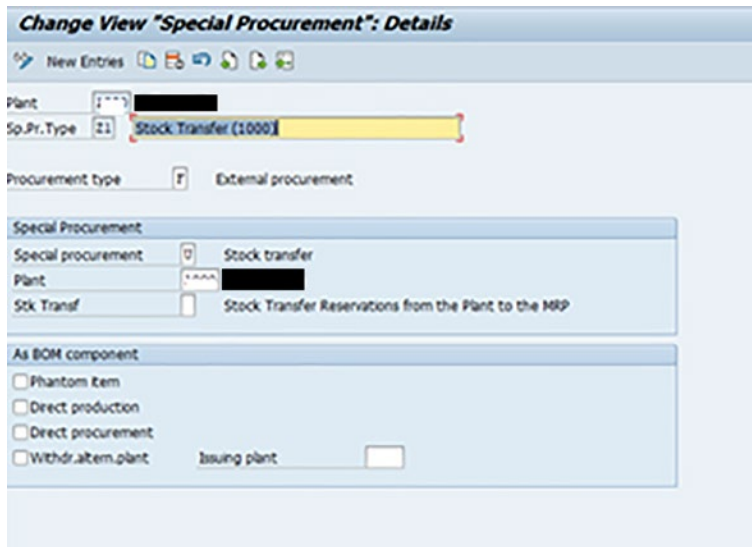 Change View "Special Procurement": Details
New Entries
Plant
Sp.Pr.Type Z1 Stock Transfer (1000)
Procurement type F External procurement
Special Procurement
Special procurement U Stock transfer
Plant
Stk Transf Stock Transfer Reservations from the Plant to the MRP
As BOM component
Phantom item
Direct production
Direct procurement
Withdr.altern.plant Issuing plant